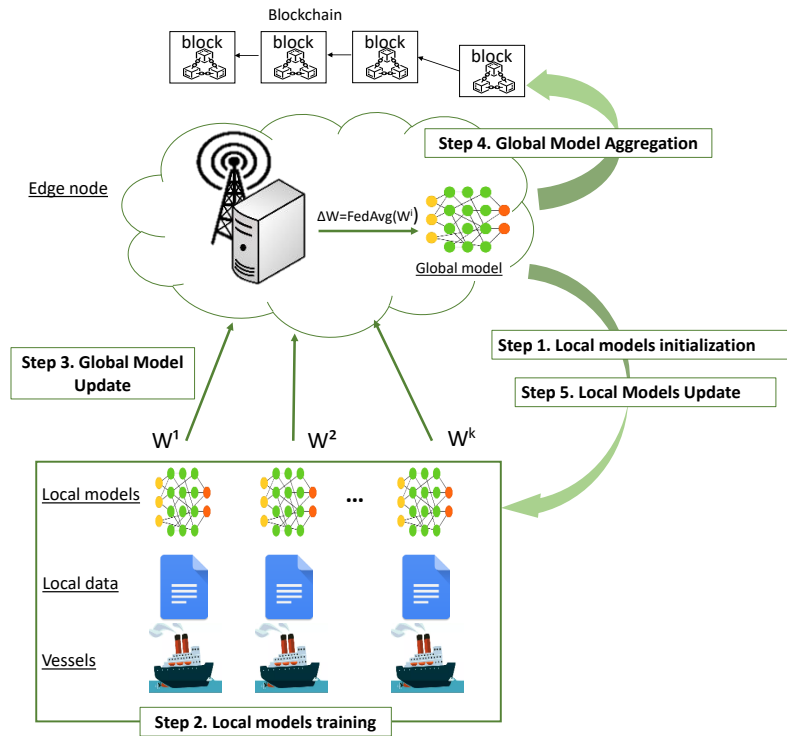 Blockchain
block
block
block
block
Step 4. Global Model Aggregation
Edge node
ΔW=FedAvg(Wⁱ)
Global model
Step 1. Local models initialization
Step 3. Global Model
Update
Step 5. Local Models Update
W¹
W²
Wᵏ
Local models
...
Local data
Vessels
Step 2. Local models training